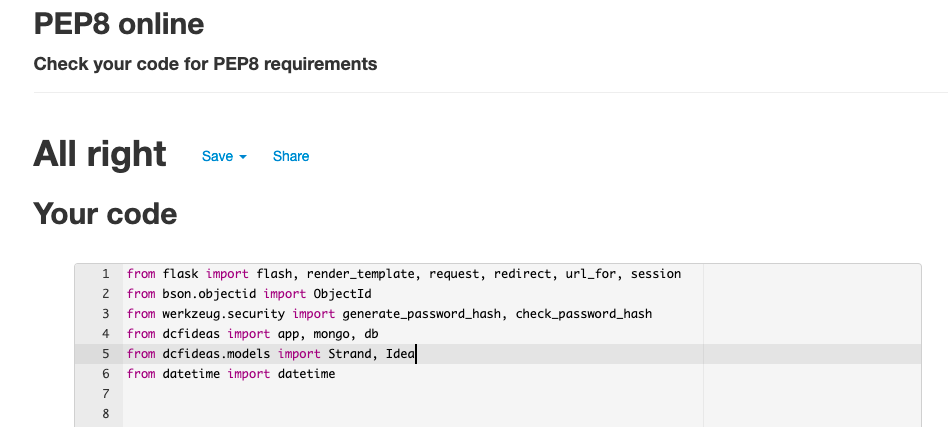 PEP8 online
Check your code for PEP8 requirements
All right Save Share
Your code
1 from flask import flash, render_template, request, redirect, url_for, session
2 from bson.objectid import ObjectId
3 from werkzeug.security import generate_password_hash, check_password_hash
4 from dcfideas import app, mongo, db
5 from dcfideas.models import Strand, Idea
6 from datetime import datetime
7
8